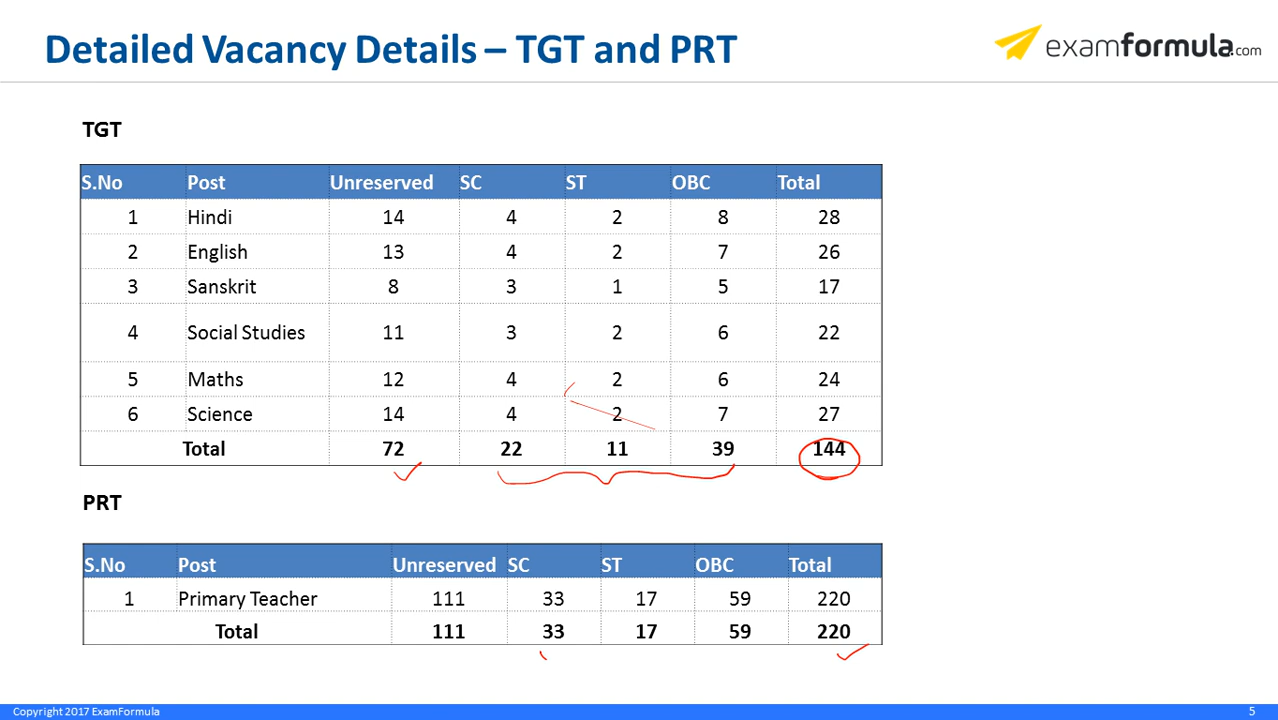 Detailed Vacancy Details – TGT and PRT
examformula.com
TGT
S.No Post Unreserved SC ST OBC Total
1 Hindi 14 4 2 8 28
2 English 13 4 2 7 26
3 Sanskrit 8 3 1 5 17
4 Social Studies 11 3 2 6 22
5 Maths 12 4 2 6 24
6 Science 14 4 2 7 27
Total 72 22 11 39 144
PRT
S.No Post Unreserved SC ST OBC Total
1 Primary Teacher 111 33 17 59 220
Total 111 33 17 59 220
Copyright 2017 ExamFormula 5